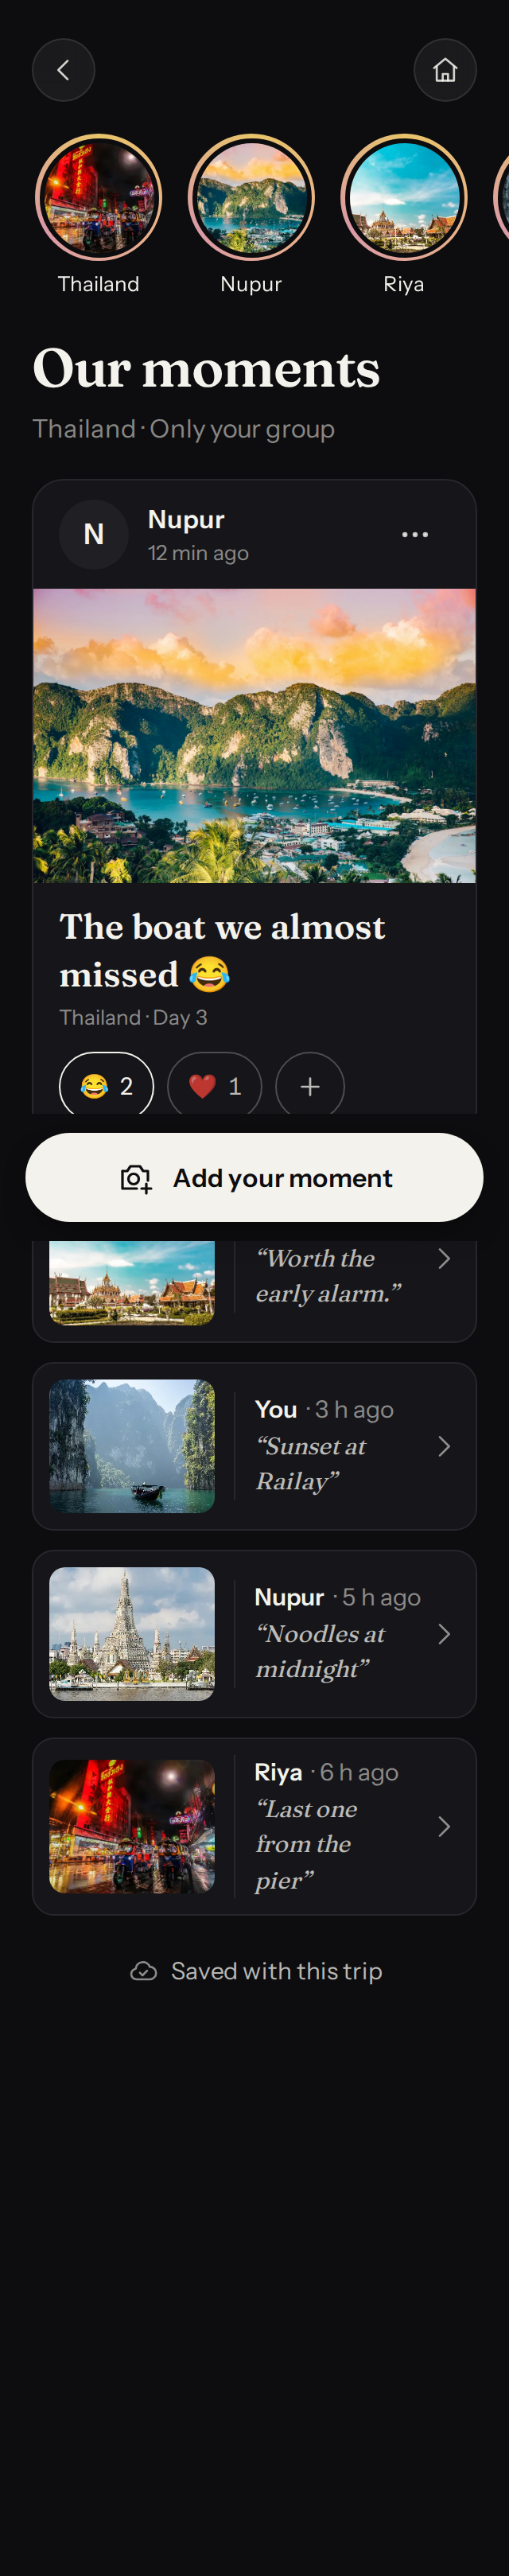 Thailand
Nupur
Riya
Our moments
Thailand · Only your group
N
Nupur
12 min ago
The boat we almost
missed 😂
Thailand · Day 3
😂 2
❤️ 1
Add your moment
“Worth the
early alarm.”
You · 3 h ago
“Sunset at
Railay”
Nupur · 5 h ago
“Noodles at
midnight”
Riya · 6 h ago
“Last one
from the
pier”
Saved with this trip